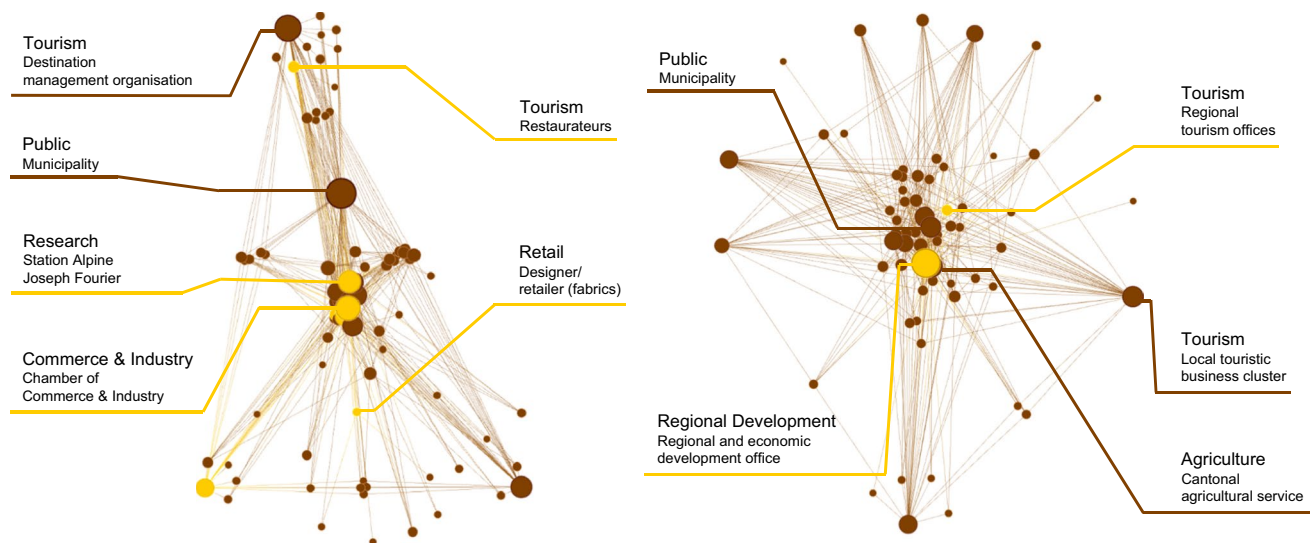 Tourism
Destination
management organisation
Tourism
Restaurateurs
Public
Municipality
Research
Station Alpine
Joseph Fourier
Retail
Designer/
retailer (fabrics)
Commerce & Industry
Chamber of
Commerce & Industry
Public
Municipality
Tourism
Regional
tourism offices
Tourism
Local touristic
business cluster
Regional Development
Regional and economic
development office
Agriculture
Cantonal
agricultural service